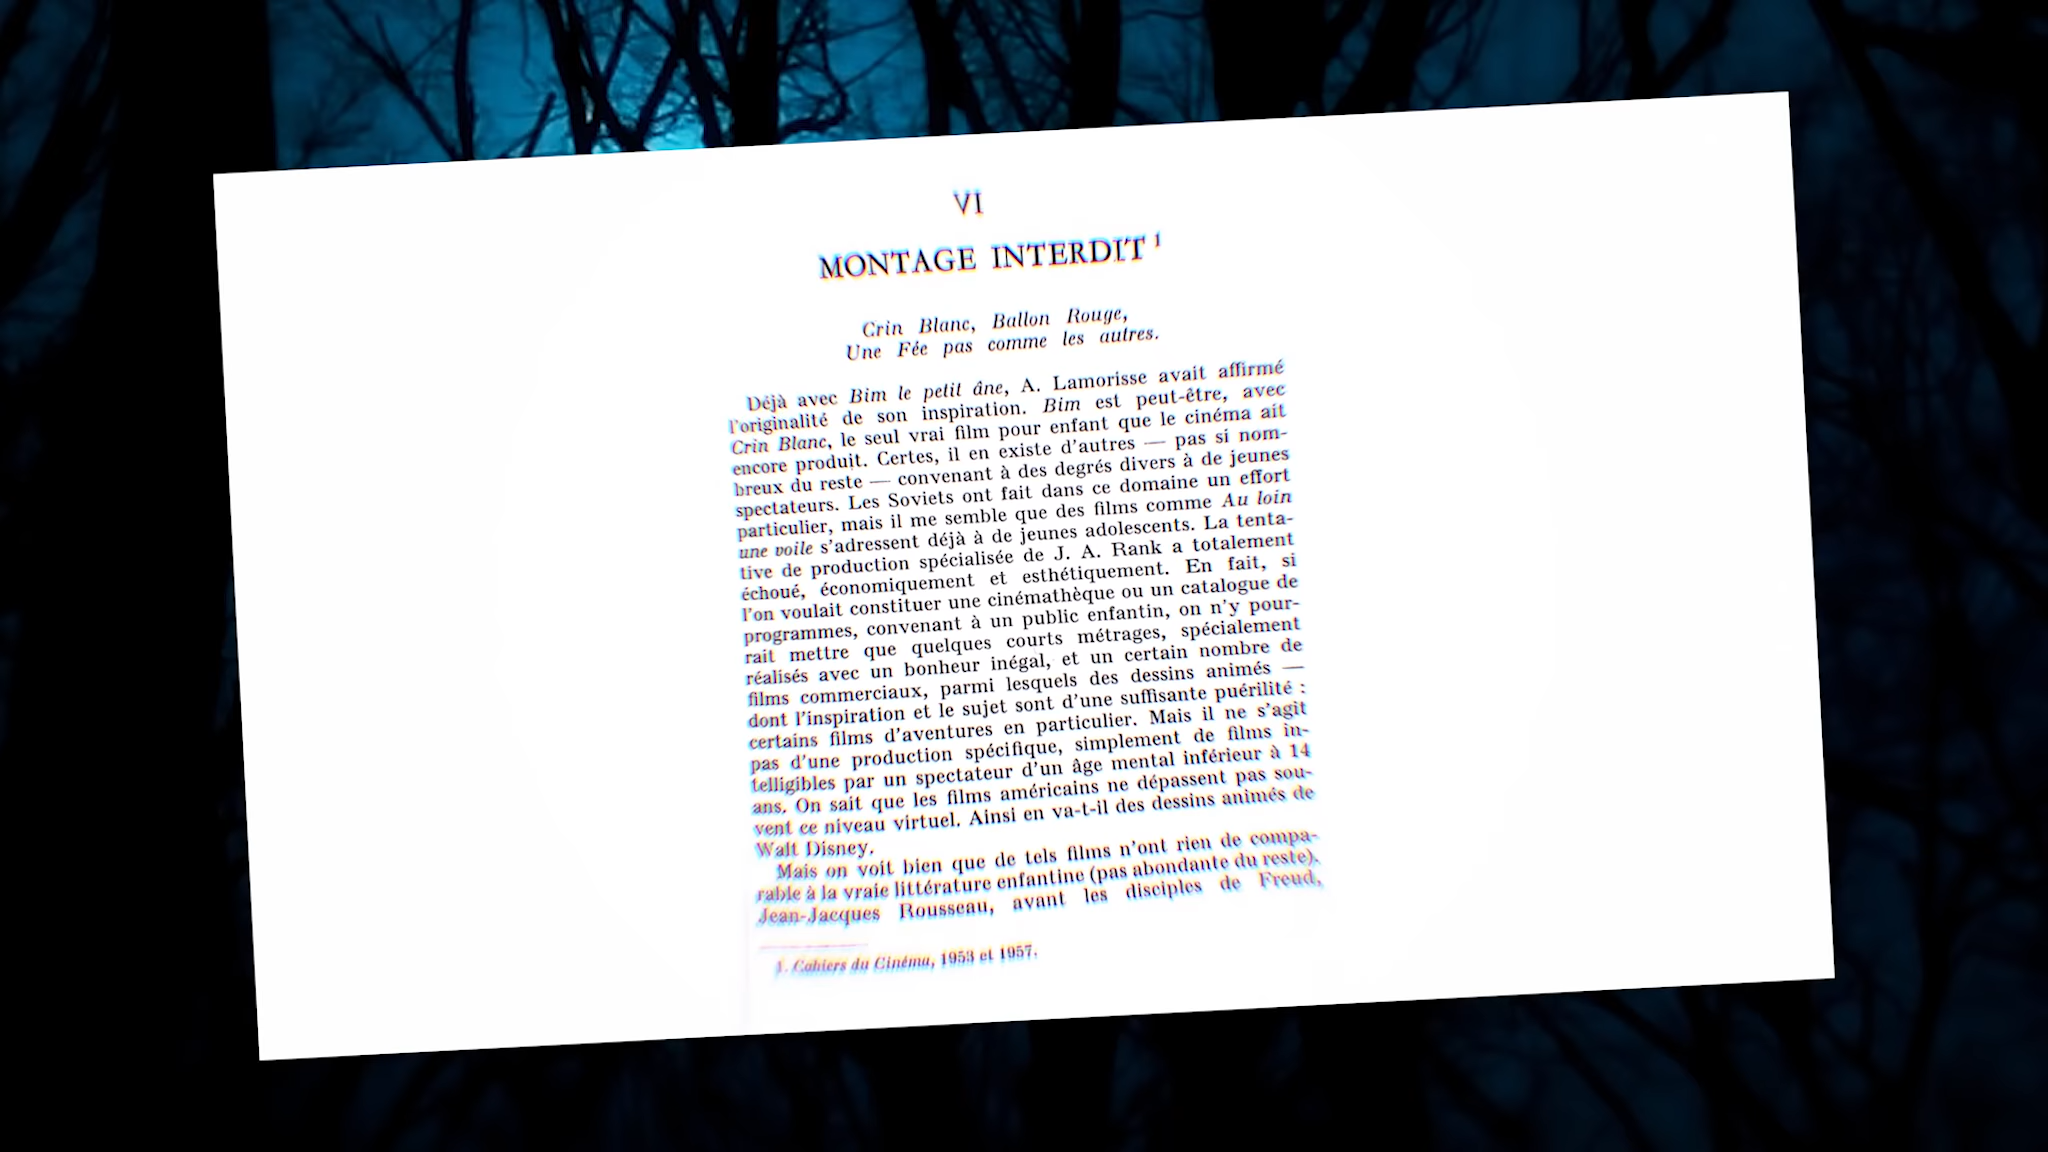 VI
MONTAGE INTERDIT 1
Crin Blanc, Ballon Rouge,
Une Fée pas comme les autres.
Déjà avec Bim le petit âne, A. Lamorisse avait affirmé
l'originalité de son inspiration. Bim est peut-être, avec
Crin Blanc, le seul vrai film pour enfant que le cinéma ait
encore produit. Certes, il en existe d'autres — pas si nom-
breux du reste — convenant à des degrés divers à de jeunes
spectateurs. Les Soviets ont fait dans ce domaine un effort
particulier, mais il me semble que des films comme Au loin
une voile s'adressent déjà à de jeunes adolescents. La tenta-
tive de production spécialisée de J. A. Rank a totalement
échoué, économiquement et esthétiquement. En fait, si
l'on voulait constituer une cinémathèque ou un catalogue de
programmes, convenant à un public enfantin, on n'y pour-
rait mettre que quelques courts métrages, spécialement
réalisés avec un bonheur inégal, et un certain nombre de
films commerciaux, parmi lesquels des dessins animés —
dont l'inspiration et le sujet sont d'une suffisante puérilité :
certains films d'aventures en particulier. Mais il ne s'agit
pas d'une production spécifique, simplement de films in-
telligibles par un spectateur d'un âge mental inférieur à 14
ans. On sait que les films américains ne dépassent pas sou-
vent ce niveau virtuel. Ainsi en va-t-il des dessins animés de
Walt Disney.
Mais on voit bien que de tels films n'ont rien de compa-
rable à la vraie littérature enfantine (pas abondante du reste).
Jean-Jacques Rousseau, avant les disciples de Freud,
1. Cahiers du Cinéma, 1953 et 1957.